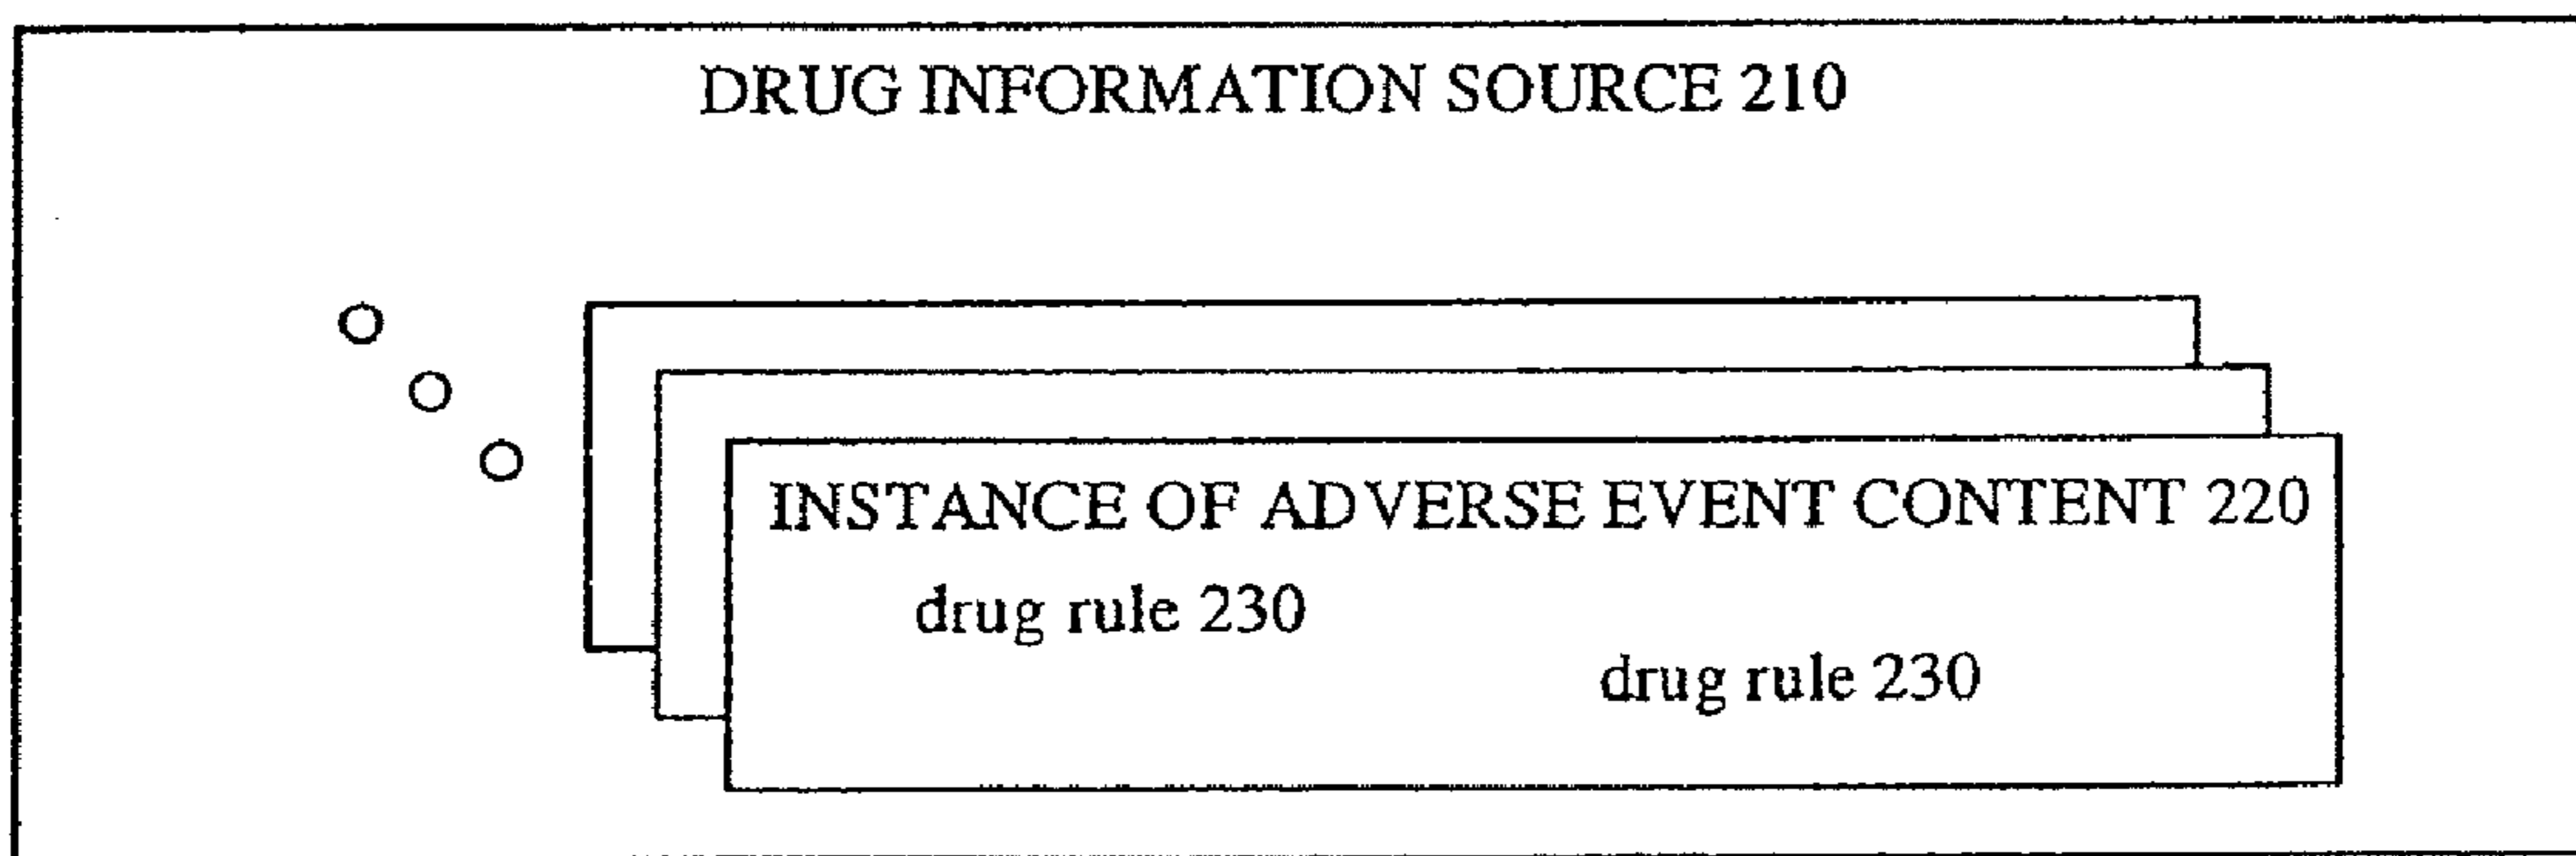 DRUG INFORMATION SOURCE 210
INSTANCE OF ADVERSE EVENT CONTENT 220
drug rule 230
drug rule 230